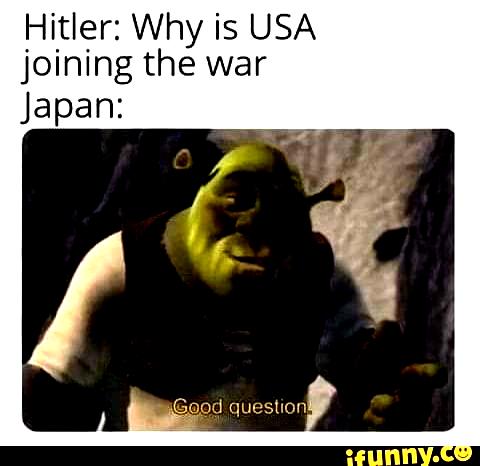 Hitler: Why is USA
joining the war
Japan:
Good question.
ifunny.co